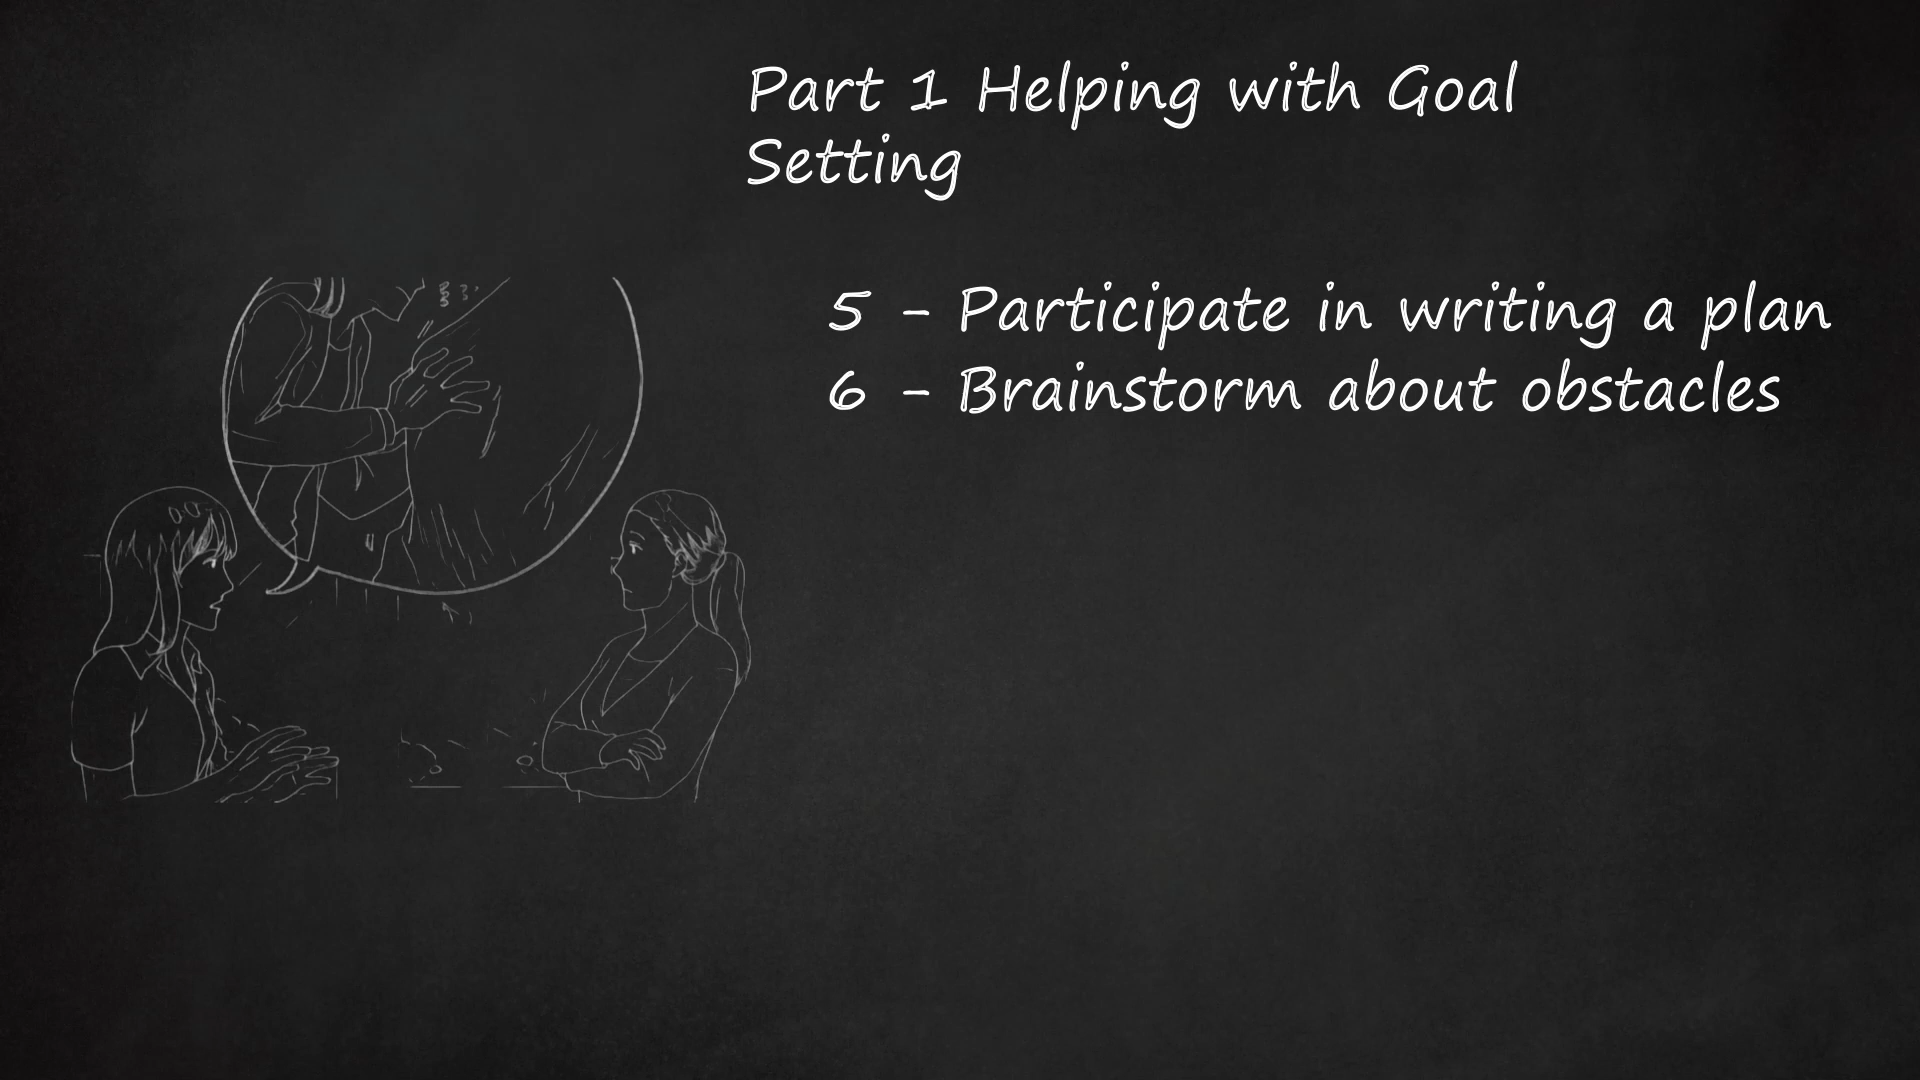 Part 1 Helping with Goal
Setting
5 - Participate in writing a plan
6 - Brainstorm about obstacles